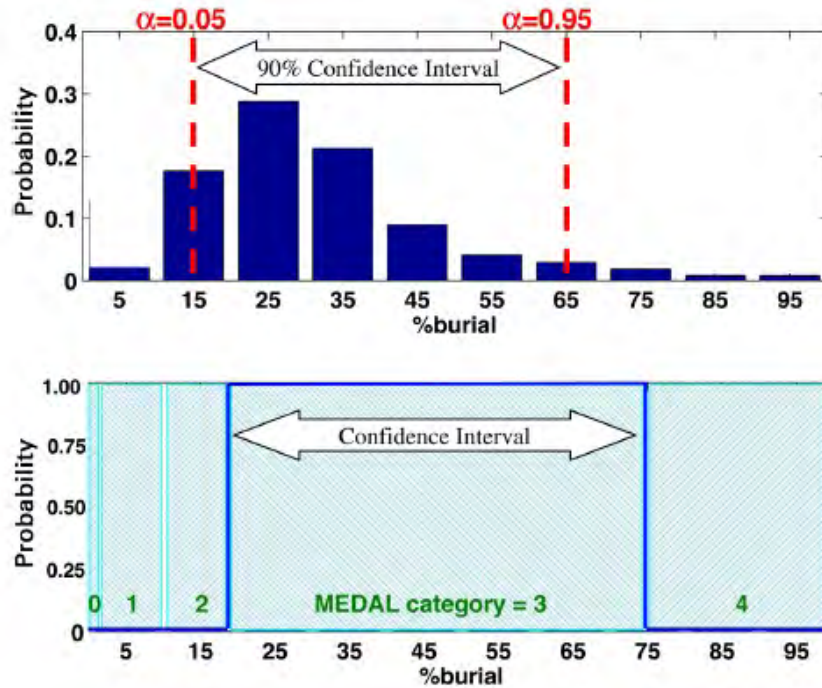 α=0.05 α=0.95
0.4
90% Confidence Interval
0.3
0.2
0.1
0
Probability
5 15 25 35 45 55 65 75 85 95
%burial
1.00
Confidence Interval
0.75
0.50
0.25
0 1 2 MEDAL category = 3 4
0
Probability
5 15 25 35 45 55 65 75 85 95
%burial